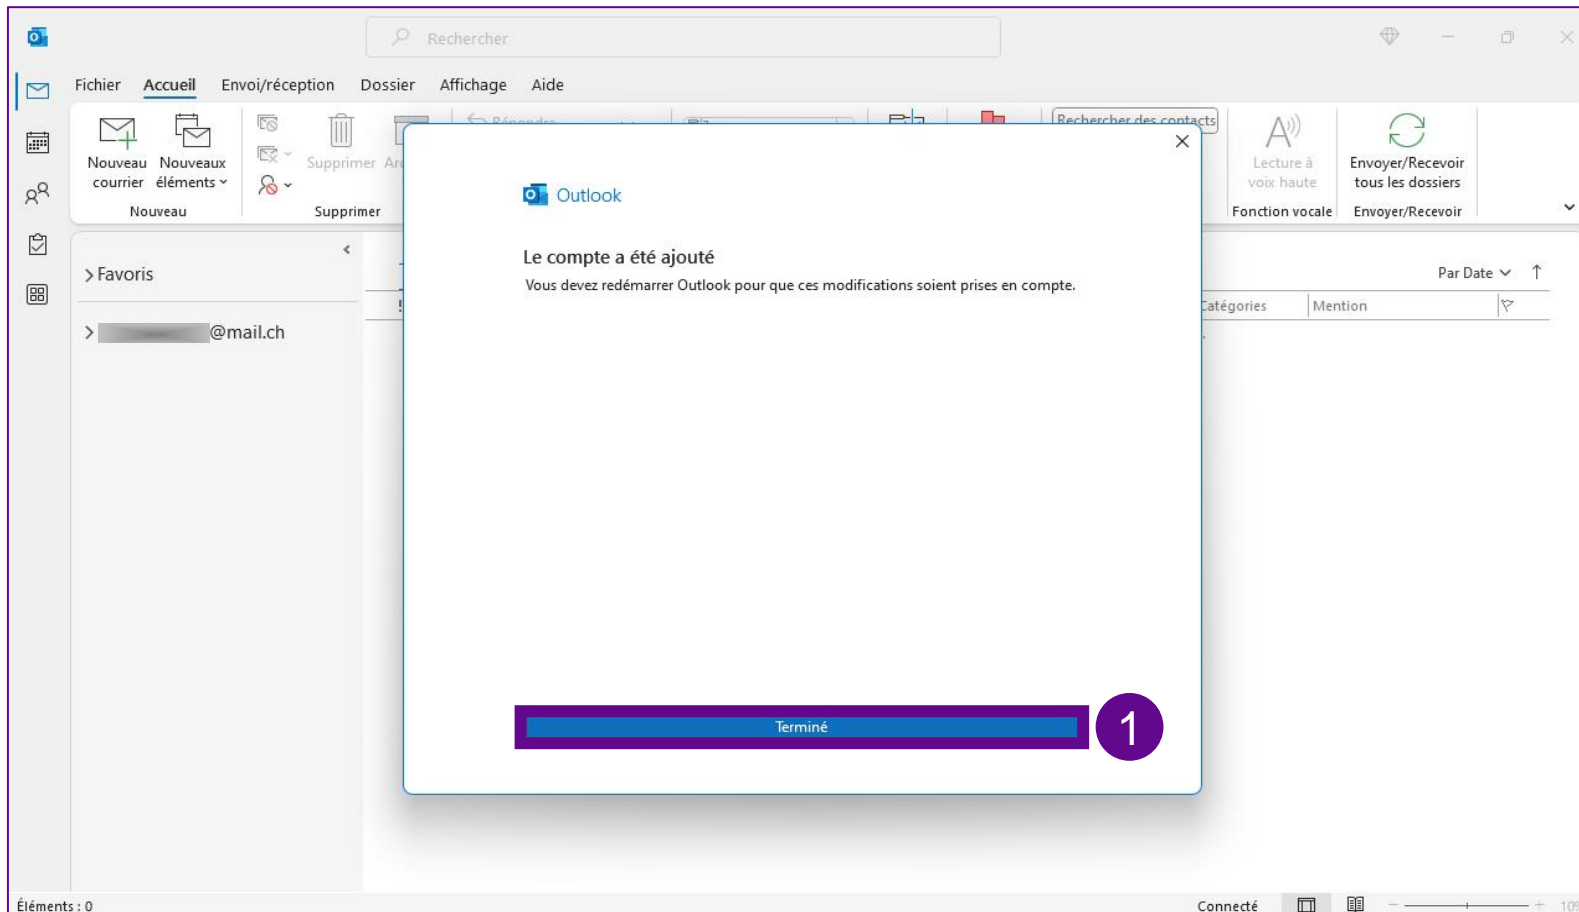 Rechercher
Fichier Accueil Envoi/réception Dossier Affichage Aide
Nouveau courrier
Nouveaux éléments
Nouveau
Supprimer
Supprimer
Répondre
Rechercher des contacts
Lecture à voix haute
Fonction vocale
Envoyer/Recevoir tous les dossiers
Envoyer/Recevoir
Favoris
@mail.ch
Par Date
Catégories Mention
Outlook
Le compte a été ajouté
Vous devez redémarrer Outlook pour que ces modifications soient prises en compte.
Terminé
1
Éléments : 0
Connecté